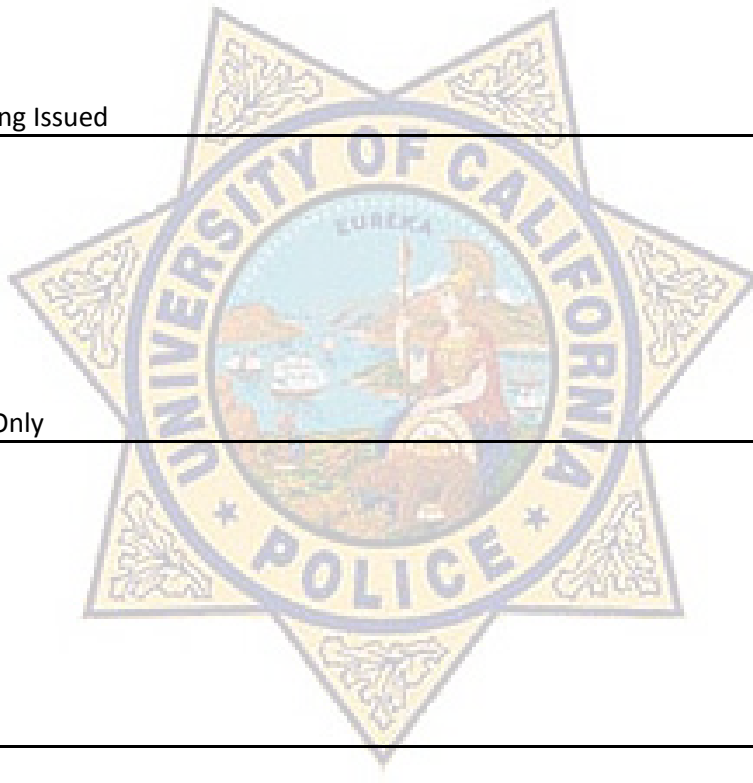 ng Issued
UNIVERSITY OF CALIFORNIA
EUREKA
Only
★ POLICE ★